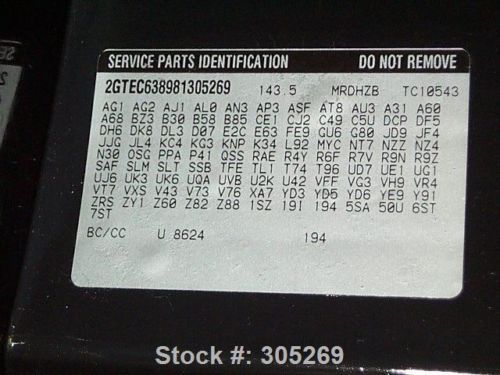 SERVICE PARTS IDENTIFICATION DO NOT REMOVE
2GTEC638981305269 143.5 MRDHZB TC10543
AG1 AG2 AJ1 AL0 AN3 AP3 ASF AT8 AU3 A31 A60
A68 BZ3 B30 B58 B85 CE1 CJ2 C49 C5U DCP DF5
DH6 DK8 DL3 D07 E2C E63 FE9 GU6 G80 JD9 JF4
JJG JL4 KC4 KG3 KNP K34 L92 MYC NT7 NZZ N4D
N30 OSG PPA P41 QSS RAE R4Y R6F R7V R9N R9Z
SAF SLM SLT SSB TFE TL1 T74 T96 UD7 UE1 UG1
UJ6 UK3 UK6 UQA UVB U2K U42 VFF VG3 VH9 VR4
VT7 VXS V43 V73 V76 XA7 YD3 YD5 YD6 YE9 Y91
ZRS ZY1 Z60 Z82 Z88 1SZ 19I 194 5SA 50U 6ST
7ST
BC/CC U 8624 194
Stock #: 305269